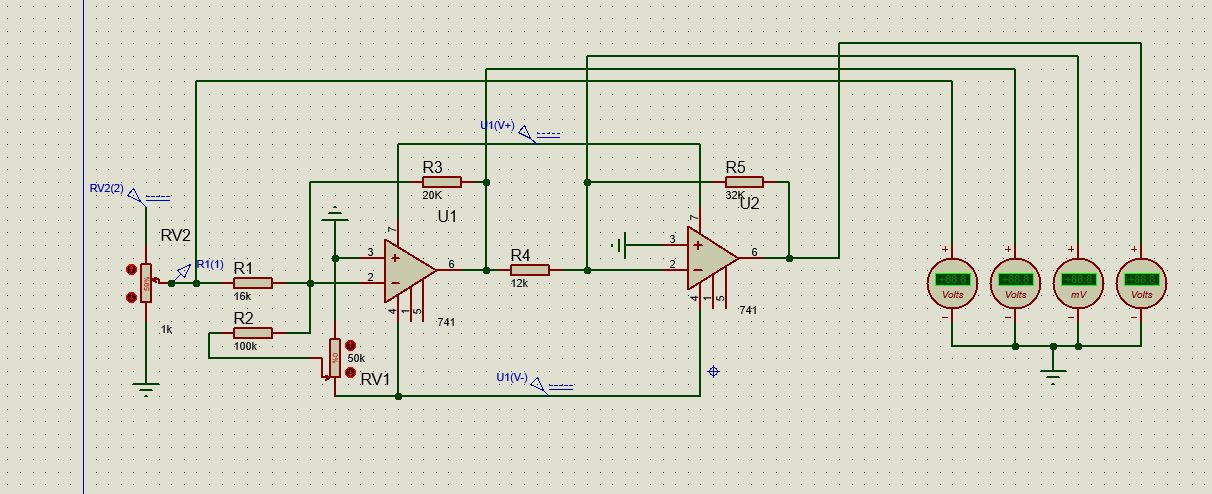 U1(V+)
R3
20K
R5
32K
U2
RV2(2)
U1
RV2
7
7
R1(1)
3
+
6
3
+
6
R1
2
−
R4
2
−
16k
12k
4
1
5
741
4
1
5
741
1k
R2
100k
50k
RV1
U1(V-)
+
+
+
+
Volts
Volts
mV
Volts
−
−
−
−